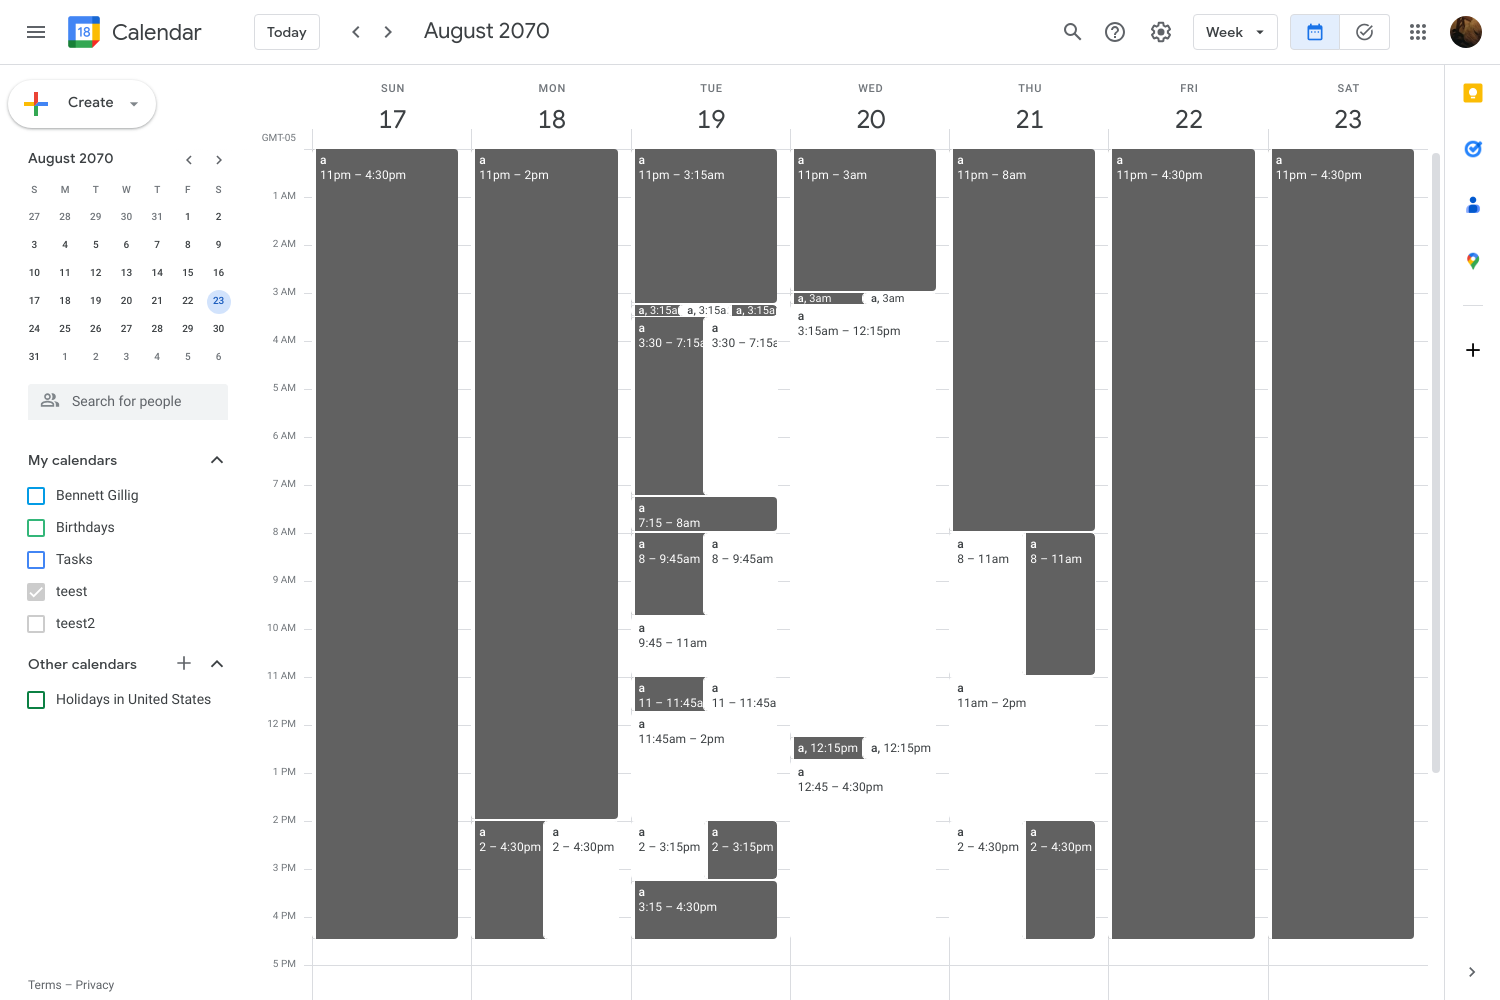 18 Calendar
Today
August 2070
Week
Create
SUN MON TUE WED THU FRI SAT
17 18 19 20 21 22 23
GMT-05
August 2070
S M T W T F S
27 28 29 30 31 1 2
3 4 5 6 7 8 9
10 11 12 13 14 15 16
17 18 19 20 21 22 23
24 25 26 27 28 29 30
31 1 2 3 4 5 6
Search for people
My calendars
Bennett Gillig
Birthdays
Tasks
teest
teest2
Other calendars
Holidays in United States
Terms – Privacy
1 AM
2 AM
3 AM
4 AM
5 AM
6 AM
7 AM
8 AM
9 AM
10 AM
11 AM
12 PM
1 PM
2 PM
3 PM
4 PM
5 PM
a
11pm – 4:30pm
a
11pm – 2pm
a
2 – 4:30pm
a
2 – 4:30pm
a
11pm – 3:15am
a, 3:15a
a, 3:15a
a, 3:15a
a
3:30 – 7:15a
a
3:30 – 7:15a
a
7:15 – 8am
a
8 – 9:45am
a
8 – 9:45am
a
9:45 – 11am
a
11 – 11:45a
a
11 – 11:45a
a
11:45am – 2pm
a
2 – 3:15pm
a
2 – 3:15pm
a
3:15 – 4:30pm
a
11pm – 3am
a, 3am
a, 3am
a
3:15am – 12:15pm
a, 12:15pm
a, 12:15pm
a
12:45 – 4:30pm
a
11pm – 8am
a
8 – 11am
a
8 – 11am
a
11am – 2pm
a
2 – 4:30pm
a
2 – 4:30pm
a
11pm – 4:30pm
a
11pm – 4:30pm